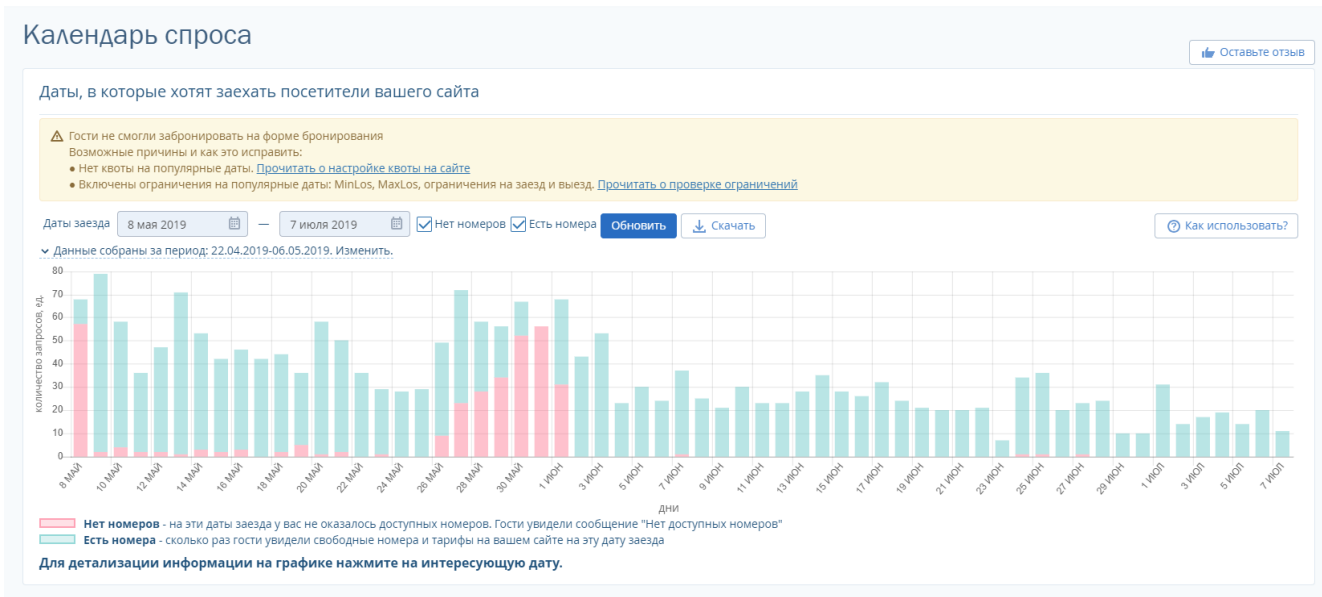 Календарь спроса
Оставьте отзыв
Даты, в которые хотят заехать посетители вашего сайта
Гости не смогли забронировать на форме бронирования
Возможные причины и как это исправить:
● Нет квоты на популярные даты. Прочитать о настройке квоты на сайте
● Включены ограничения на популярные даты: MinLos, MaxLos, ограничения на заезд и выезд. Прочитать о проверке ограничений
Даты заезда 8 мая 2019 — 7 июля 2019 Нет номеров Есть номера Обновить Скачать Как использовать?
Данные собраны за период: 22.04.2019-06.05.2019. Изменить.
количество запросов, ед.
80
70
60
50
40
30
20
10
0
8 МАЙ 10 МАЙ 12 МАЙ 14 МАЙ 16 МАЙ 18 МАЙ 20 МАЙ 22 МАЙ 24 МАЙ 26 МАЙ 28 МАЙ 30 МАЙ 1 ИЮН 3 ИЮН 5 ИЮН 7 ИЮН 9 ИЮН 11 ИЮН 13 ИЮН 15 ИЮН 17 ИЮН 19 ИЮН 21 ИЮН 23 ИЮН 25 ИЮН 27 ИЮН 29 ИЮН 1 ИЮЛ 3 ИЮЛ 5 ИЮЛ 7 ИЮЛ
ДНИ
Нет номеров - на эти даты заезда у вас не оказалось доступных номеров. Гости увидели сообщение "Нет доступных номеров"
Есть номера - сколько раз гости увидели свободные номера и тарифы на вашем сайте на эту дату заезда
Для детализации информации на графике нажмите на интересующую дату.